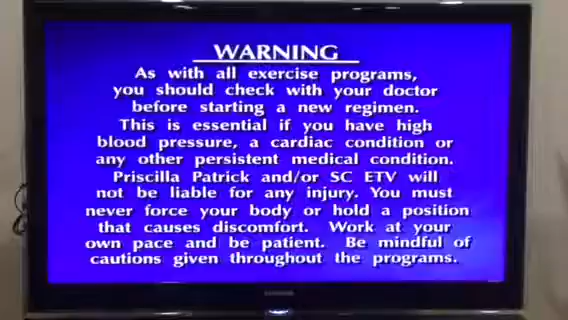 WARNING
As with all exercise programs,
you should check with your doctor
before starting a new regimen.
This is essential if you have high
blood pressure, a cardiac condition or
any other persistent medical condition.
Priscilla Patrick and/or SC ETV will
not be liable for any injury. You must
never force your body or hold a position
that causes discomfort. Work at your
own pace and be patient. Be mindful of
cautions given throughout the programs.